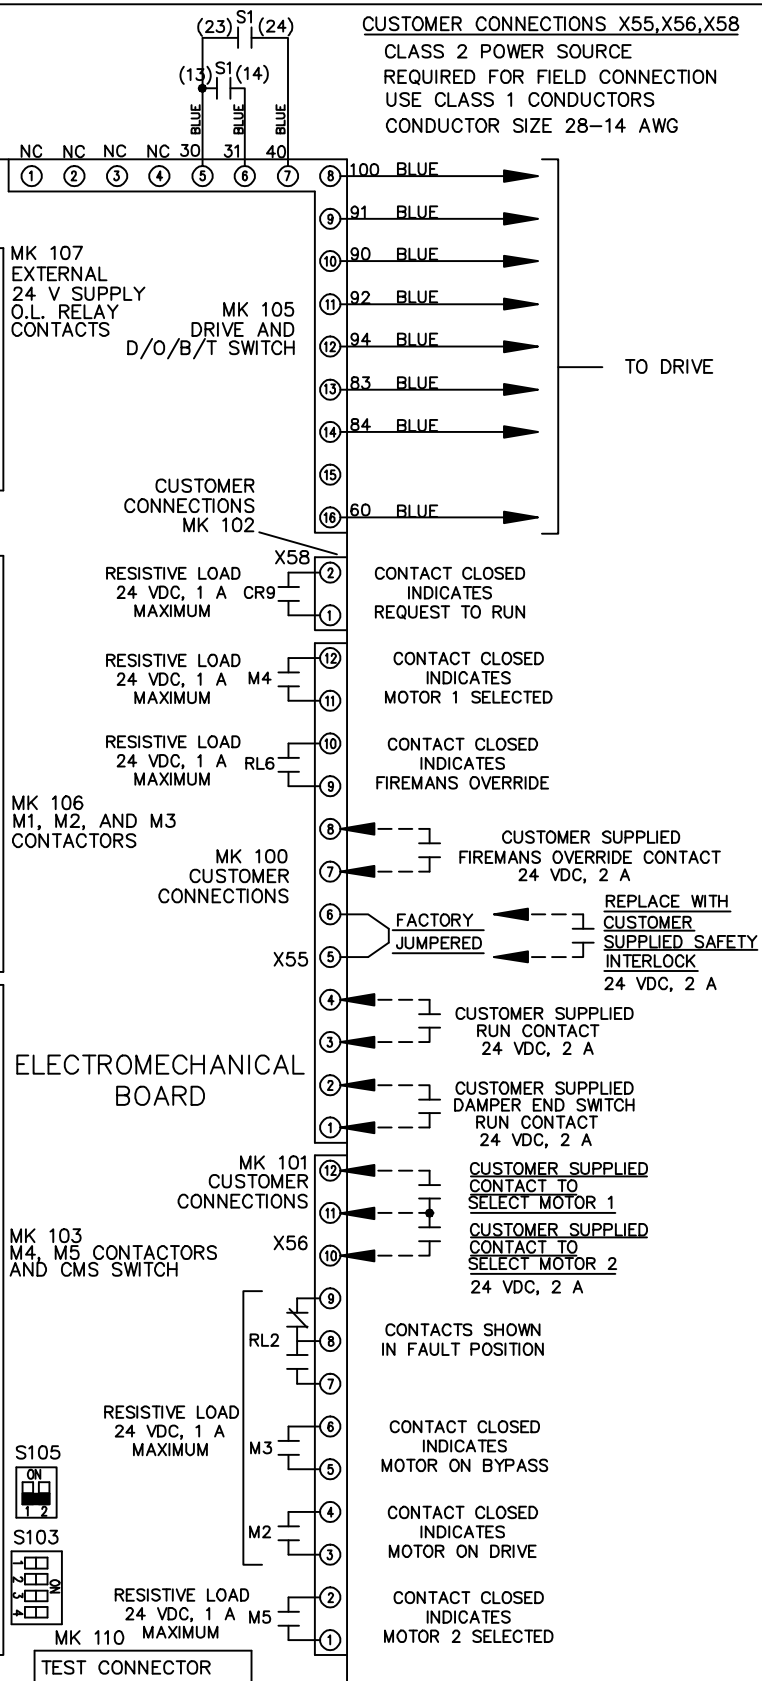 CUSTOMER CONNECTIONS X55,X56,X58
CLASS 2 POWER SOURCE
REQUIRED FOR FIELD CONNECTION
USE CLASS 1 CONDUCTORS
CONDUCTOR SIZE 28-14 AWG
(23) S1 (24)
(13) S1 (14)
BLUE BLUE BLUE
NC NC NC NC 30 31 40
1 2 3 4 5 6 7 8 100 BLUE
9 91 BLUE
10 90 BLUE
11 92 BLUE
12 94 BLUE
13 83 BLUE
14 84 BLUE
15
16 60 BLUE
TO DRIVE
MK 107
EXTERNAL
24 V SUPPLY
O.L. RELAY
CONTACTS
MK 105
DRIVE AND
D/O/B/T SWITCH
CUSTOMER
CONNECTIONS
MK 102
X58
RESISTIVE LOAD
24 VDC, 1 A
MAXIMUM
CR9
2
1
CONTACT CLOSED
INDICATES
REQUEST TO RUN
RESISTIVE LOAD
24 VDC, 1 A
MAXIMUM
M4
12
11
CONTACT CLOSED
INDICATES
MOTOR 1 SELECTED
RESISTIVE LOAD
24 VDC, 1 A
MAXIMUM
RL6
10
9
CONTACT CLOSED
INDICATES
FIREMANS OVERRIDE
MK 106
M1, M2, AND M3
CONTACTORS
MK 100
CUSTOMER
CONNECTIONS
8
7
CUSTOMER SUPPLIED
FIREMANS OVERRIDE CONTACT
24 VDC, 2 A
6
5
X55
FACTORY
JUMPERED
REPLACE WITH
CUSTOMER
SUPPLIED SAFETY
INTERLOCK
24 VDC, 2 A
4
3
CUSTOMER SUPPLIED
RUN CONTACT
24 VDC, 2 A
ELECTROMECHANICAL
BOARD
2
1
CUSTOMER SUPPLIED
DAMPER END SWITCH
RUN CONTACT
24 VDC, 2 A
MK 101
CUSTOMER
CONNECTIONS
X56
12
11
10
CUSTOMER SUPPLIED
CONTACT TO
SELECT MOTOR 1
CUSTOMER SUPPLIED
CONTACT TO
SELECT MOTOR 2
24 VDC, 2 A
MK 103
M4, M5 CONTACTORS
AND CMS SWITCH
RL2
9
8
7
CONTACTS SHOWN
IN FAULT POSITION
RESISTIVE LOAD
24 VDC, 1 A
MAXIMUM
M3
6
5
CONTACT CLOSED
INDICATES
MOTOR ON BYPASS
S105
ON
1 2
M2
4
3
CONTACT CLOSED
INDICATES
MOTOR ON DRIVE
S103
1
2
3
4
ON
RESISTIVE LOAD
24 VDC, 1 A
MAXIMUM
M5
2
1
CONTACT CLOSED
INDICATES
MOTOR 2 SELECTED
MK 110
TEST CONNECTOR